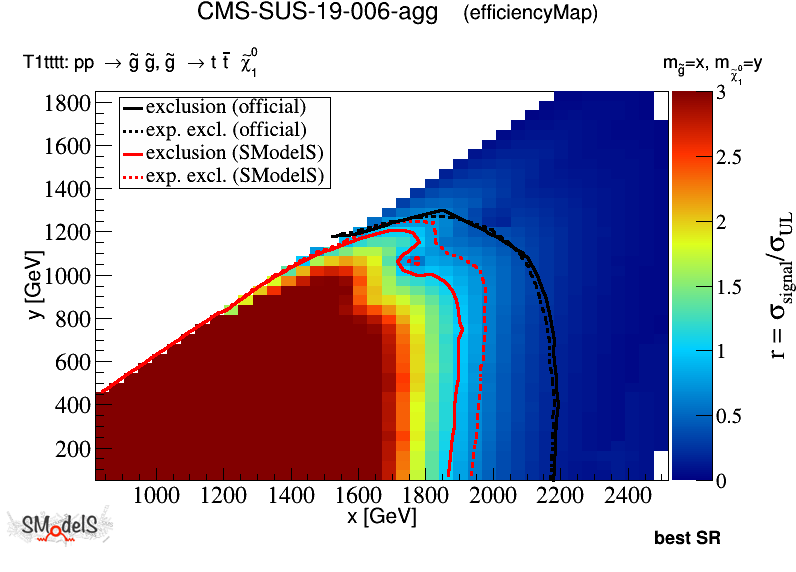 CMS-SUS-19-006-agg (efficiencyMap)
T1tttt: pp → g̃ g̃, g̃ → t t̄ χ̃⁰₁
m_g̃=x, m_χ̃⁰₁=y
exclusion (official)
exp. excl. (official)
exclusion (SModelS)
exp. excl. (SModelS)
1800
1600
1400
1200
1000
800
600
400
200
y [GeV]
1000 1200 1400 1600 1800 2000 2200 2400
x [GeV]
3
2.5
2
1.5
1
0.5
0
r = σ_signal/σ_UL
SModelS
best SR